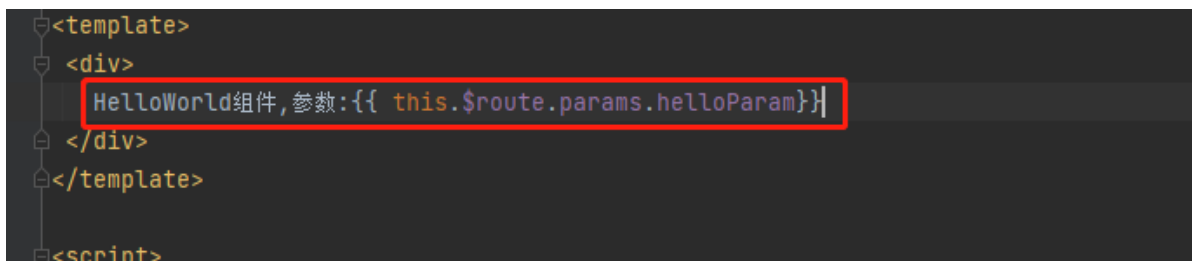 <template>
<div>
HelloWorld组件,参数:{{ this.$route.params.helloParam}}
</div>
</template>
<script>